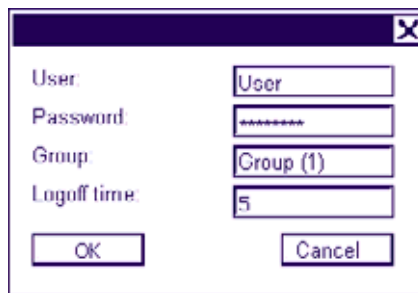 User: User
Password: ********
Group: Group (1)
Logoff time: 5
OK Cancel